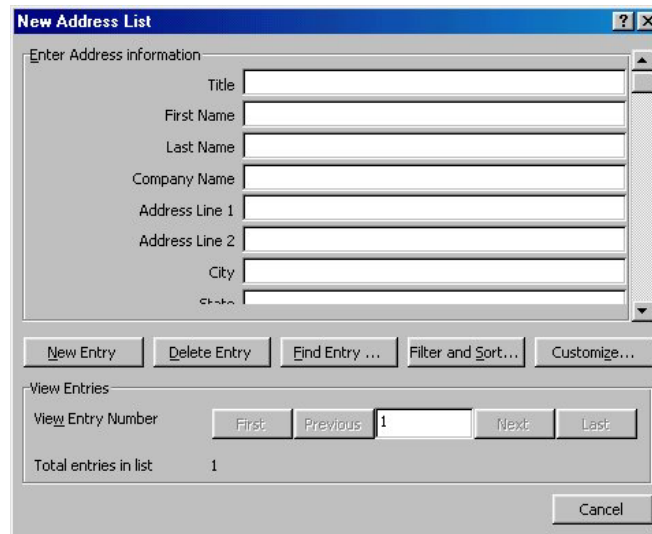 New Address List
Enter Address information
Title
First Name
Last Name
Company Name
Address Line 1
Address Line 2
City
State
New Entry Delete Entry Find Entry ... Filter and Sort... Customize...
View Entries
View Entry Number First Previous 1 Next Last
Total entries in list 1
Cancel